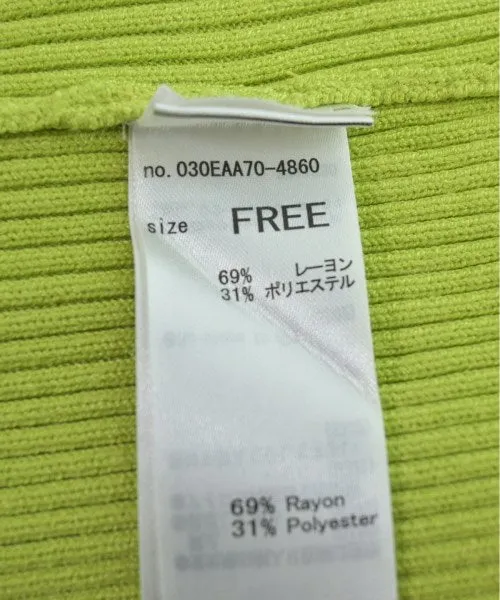 no. 030EAA70-4860
size FREE
69% レーヨン
31% ポリエステル
69% Rayon
31% Polyester